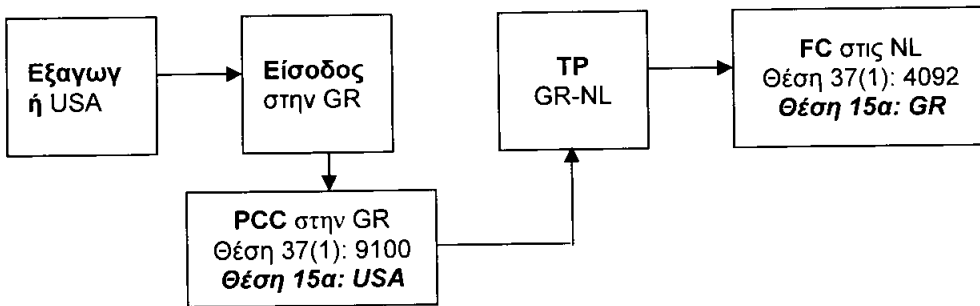 Εξαγωγ
ή USA
Είσοδος
στην GR
PCC στην GR
Θέση 37(1): 9100
Θέση 15α: USA
TP
GR-NL
FC στις NL
Θέση 37(1): 4092
Θέση 15α: GR